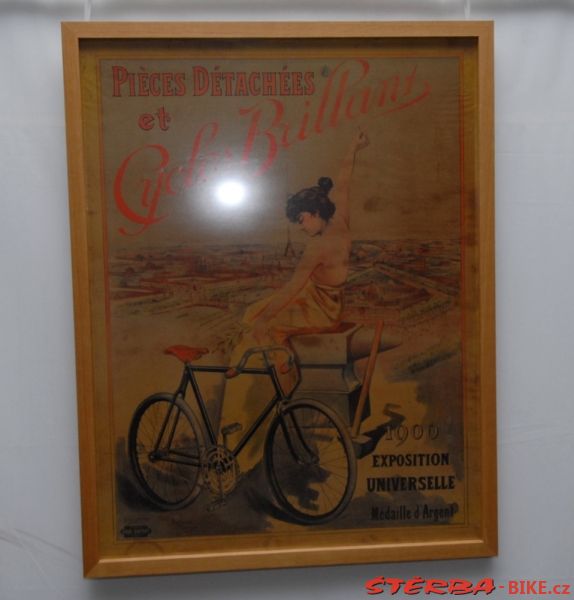 PIÈCES DÉTACHÉES
et
Cycles Brillant
1900
EXPOSITION
UNIVERSELLE
Médaille d'Argent
ŠTĚRBA-BIKE.cz